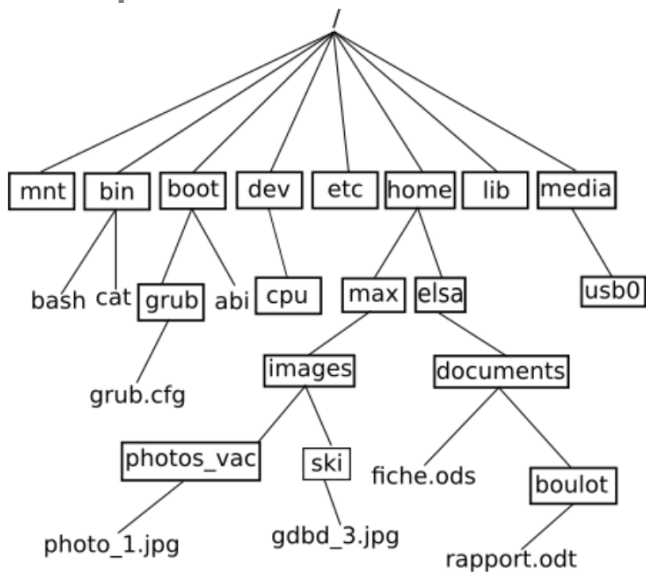 /
mnt bin boot dev etc home lib media
bash cat grub abi cpu max elsa usb0
grub.cfg images documents
photos_vac ski fiche.ods boulot
photo_1.jpg gdbd_3.jpg rapport.odt